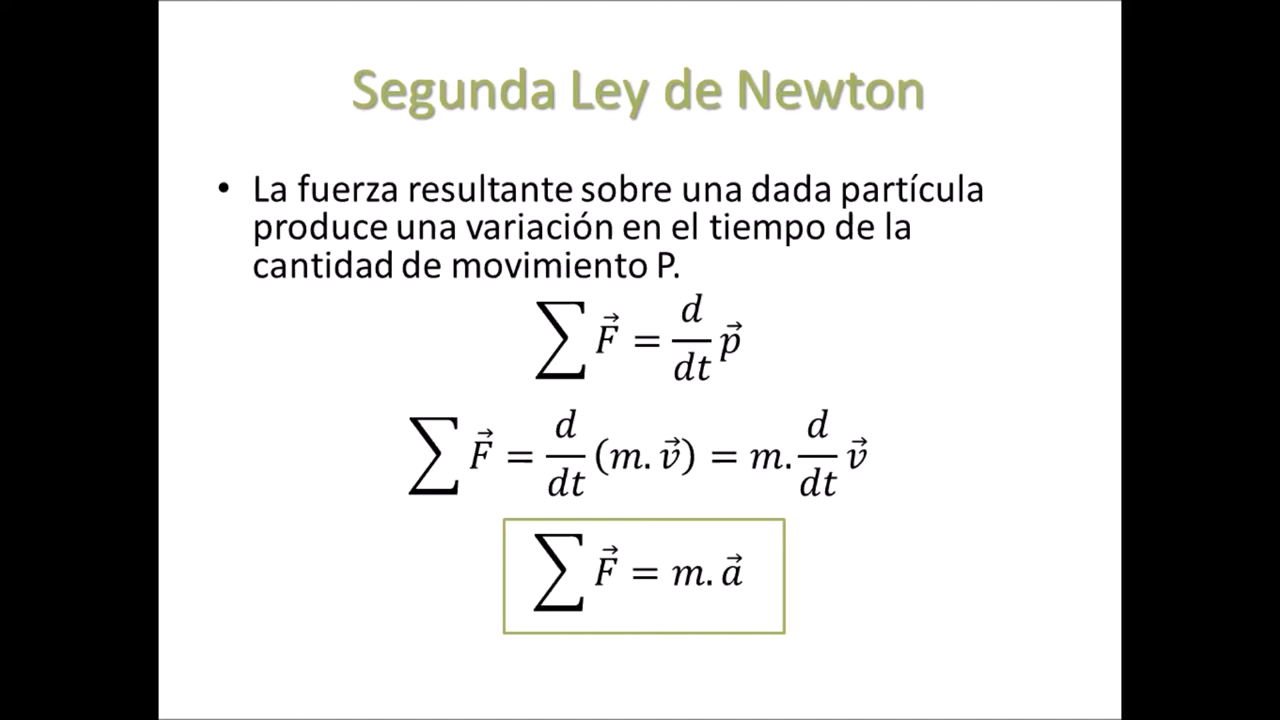 Segunda Ley de Newton
• La fuerza resultante sobre una dada partícula
produce una variación en el tiempo de la
cantidad de movimiento P.
∑ F⃗ = d/dt p⃗
∑ F⃗ = d/dt (m. v⃗) = m. d/dt v⃗
∑ F⃗ = m. a⃗